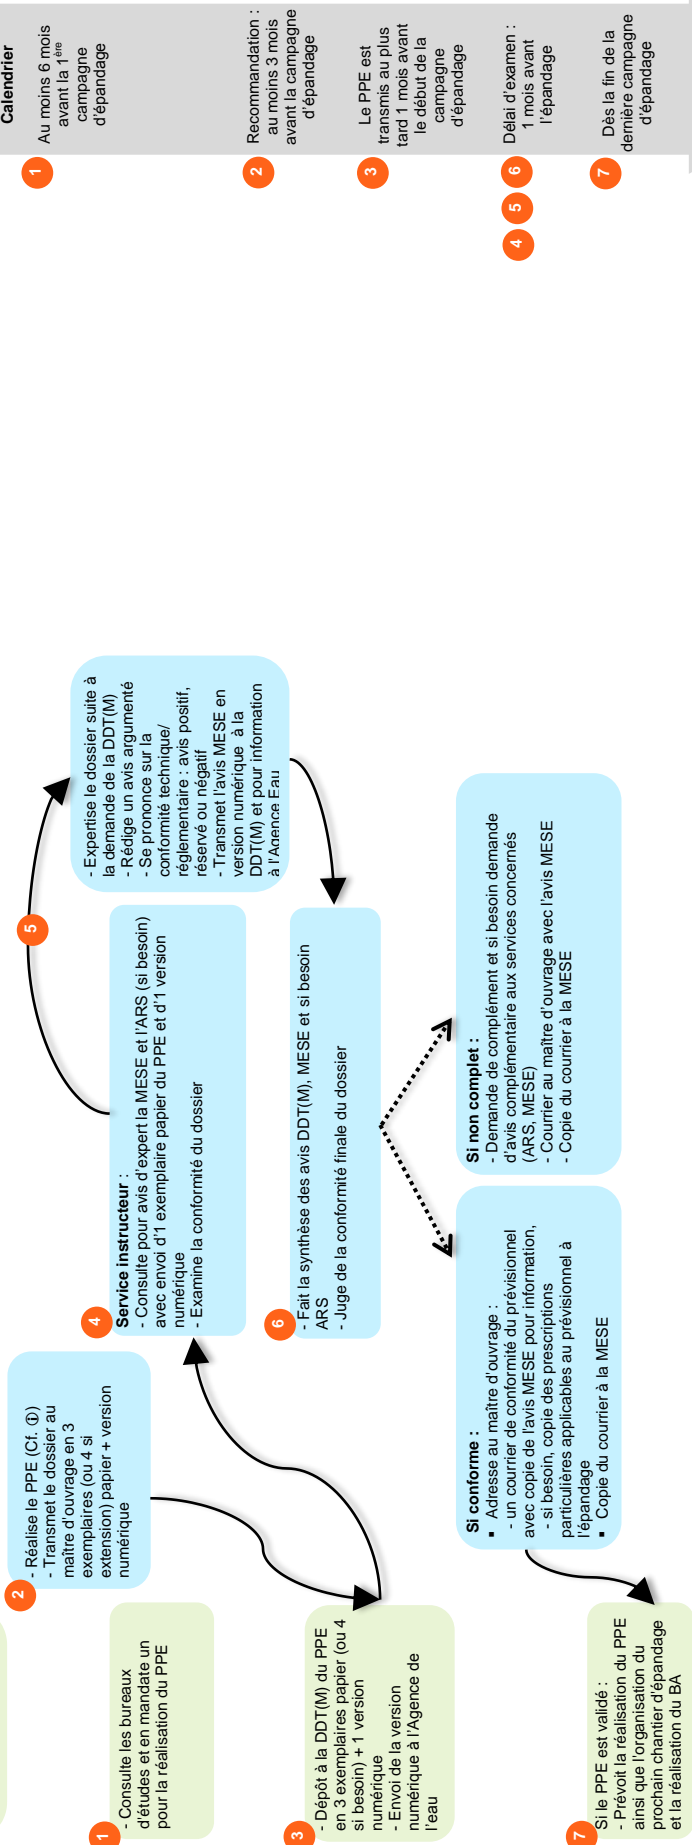 1
- Consulte les bureaux
d'études et en mandate un
pour la réalisation du PPE
2
- Réalise le PPE (Cf. ①)
- Transmet le dossier au
maître d'ouvrage en 3
exemplaires (ou 4 si
extension) papier + version
numérique
3
- Dépôt à la DDT(M) du PPE
en 3 exemplaires papier (ou 4
si besoin) + 1 version
numérique
- Envoi de la version
numérique à l'Agence de
l'eau
4
Service instructeur :
- Consulte pour avis d'expert la MESE et l'ARS (si besoin)
avec envoi d'1 exemplaire papier du PPE et d'1 version
numérique
- Examine la conformité du dossier
5
- Expertise le dossier suite à
la demande de la DDT(M)
- Rédige un avis argumenté
- Se prononce sur la
conformité technique/
réglementaire : avis positif,
réservé ou négatif
- Transmet l'avis MESE en
version numérique à la
DDT(M) et pour information
à l'Agence Eau
6
- Fait la synthèse des avis DDT(M), MESE et si besoin
ARS
- Juge de la conformité finale du dossier
Si conforme :
▪ Adresse au maître d'ouvrage :
- un courrier de conformité du prévisionnel
avec copie de l'avis MESE pour information,
- si besoin, copie des prescriptions
particulières applicables au prévisionnel à
l'épandage
▪ Copie du courrier à la MESE
Si non complet :
- Demande de complément et si besoin demande
d'avis complémentaire aux services concernés
(ARS, MESE)
- Courrier au maître d'ouvrage avec l'avis MESE
- Copie du courrier à la MESE
7
Si le PPE est validé :
- Prévoit la réalisation du PPE
ainsi que l'organisation du
prochain chantier d'épandage
et la réalisation du BA
Calendrier
1
Au moins 6 mois
avant la 1ère
campagne
d'épandage
2
Recommandation :
au moins 3 mois
avant la campagne
d'épandage
3
Le PPE est
transmis au plus
tard 1 mois avant
le début de la
campagne
d'épandage
4 5 6
Délai d'examen :
1 mois avant
l'épandage
7
Dès la fin de la
dernière campagne
d'épandage